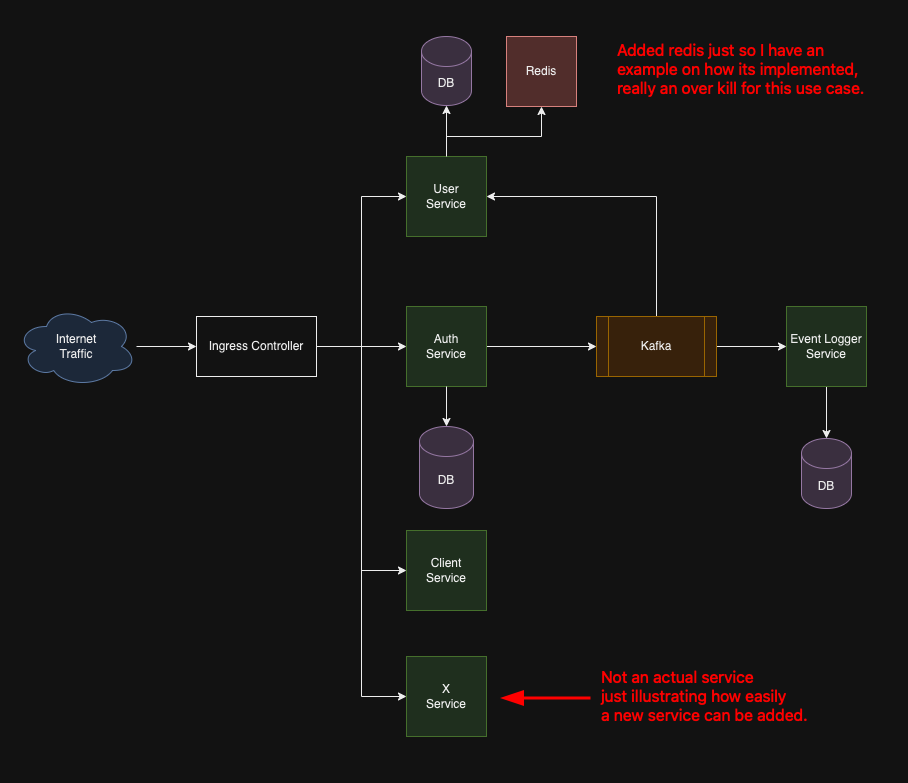 DB
Redis
Added redis just so I have an
example on how its implemented,
really an over kill for this use case.
User
Service
Internet
Traffic
Ingress Controller
Auth
Service
Kafka
Event Logger
Service
DB
DB
Client
Service
X
Service
Not an actual service
just illustrating how easily
a new service can be added.